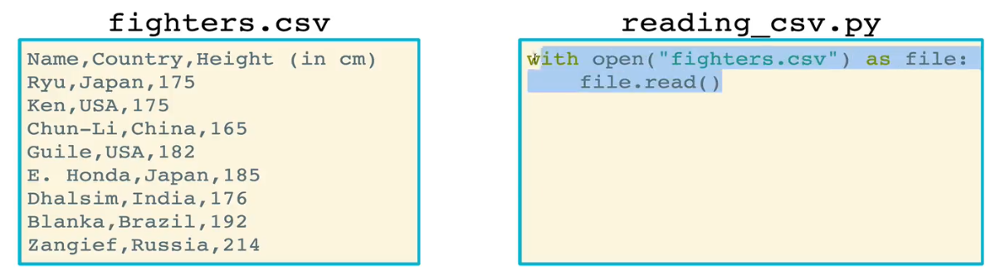 fighters.csv
Name,Country,Height (in cm)
Ryu,Japan,175
Ken,USA,175
Chun-Li,China,165
Guile,USA,182
E. Honda,Japan,185
Dhalsim,India,176
Blanka,Brazil,192
Zangief,Russia,214
reading_csv.py
with open("fighters.csv") as file:
    file.read()